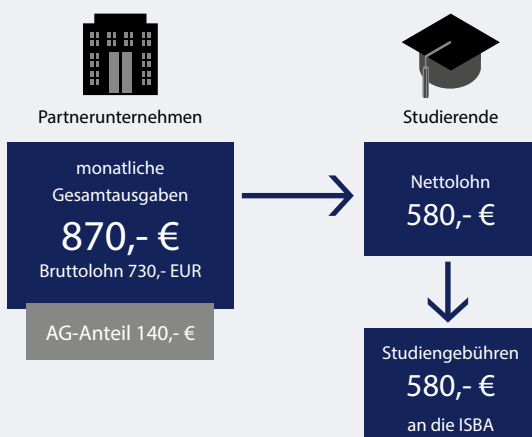 Partnerunternehmen
monatliche
Gesamtausgaben
870,- €
Bruttolohn 730,- EUR
AG-Anteil 140,- €
Studierende
Nettolohn
580,- €
Studiengebühren
580,- €
an die ISBA